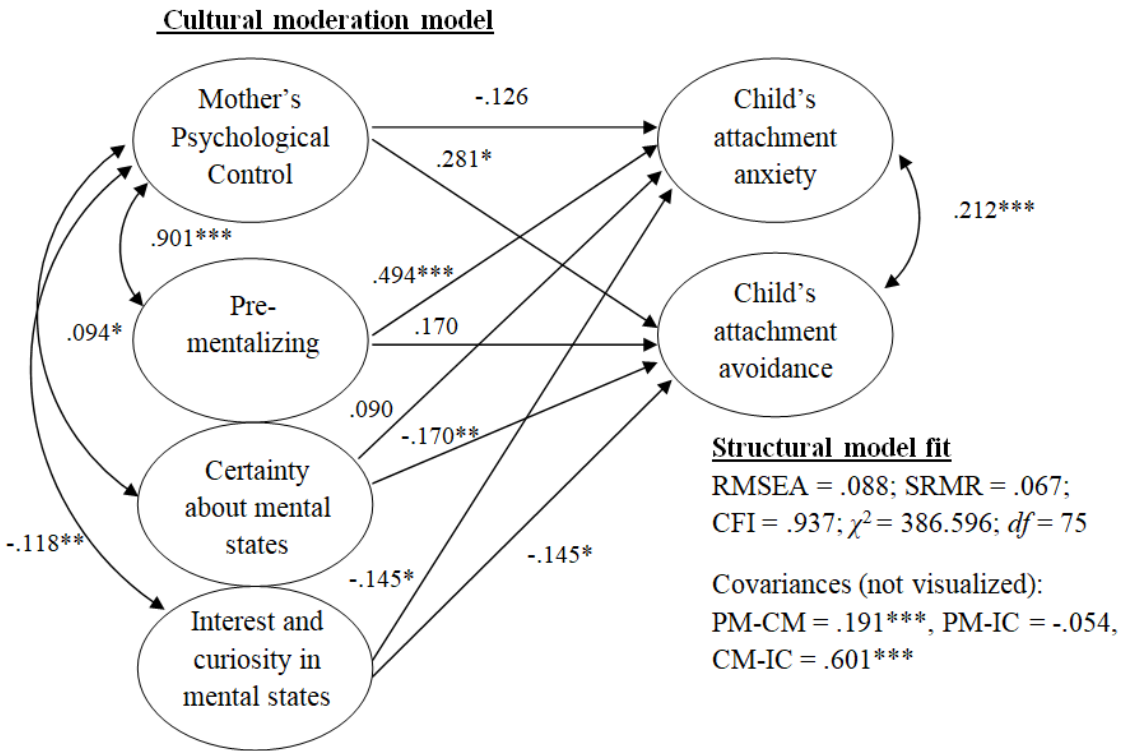 Cultural moderation model
Mother's
Psychological
Control
-.126
.281*
Child's
attachment
anxiety
.212***
.901***
.494***
Pre-
mentalizing
.170
Child's
attachment
avoidance
.094*
.090
-.170**
Certainty
about mental
states
-.118**
-.145*
-.145*
Interest and
curiosity in
mental states
Structural model fit
RMSEA = .088; SRMR = .067;
CFI = .937; χ² = 386.596; df = 75
Covariances (not visualized):
PM-CM = .191***, PM-IC = -.054,
CM-IC = .601***